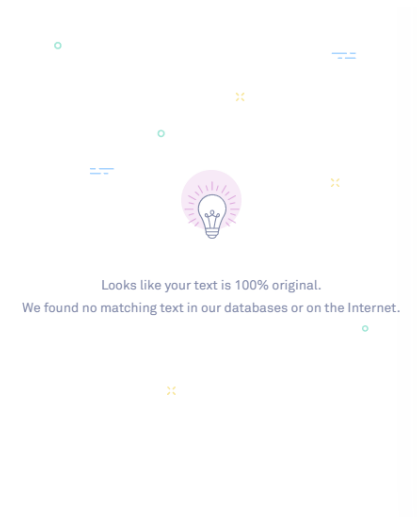 Looks like your text is 100% original.
We found no matching text in our databases or on the Internet.